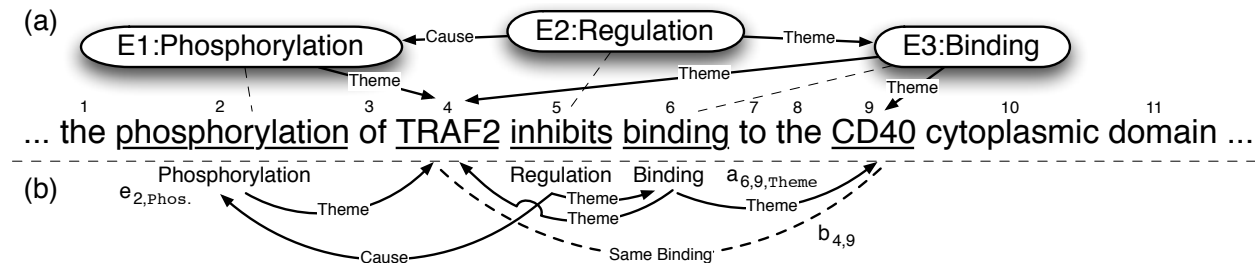 (a)
E1:Phosphorylation Cause E2:Regulation Theme E3:Binding
Theme Theme Theme
1 2 3 4 5 6 7 8 9 10 11
... the phosphorylation of TRAF2 inhibits binding to the CD40 cytoplasmic domain ...
(b)
Phosphorylation Regulation Binding a6,9,Theme
e2,Phos. Theme Theme Theme Theme
Cause Same Binding b4,9